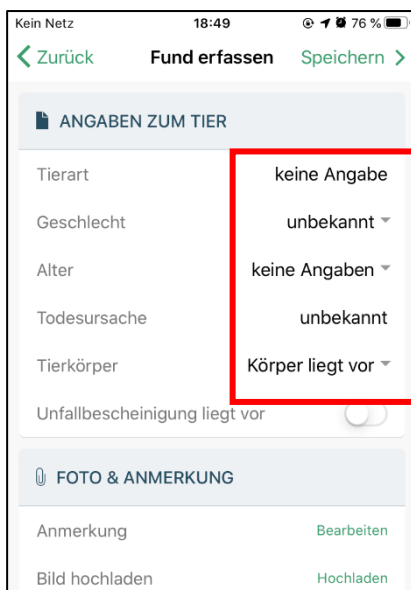 Kein Netz 18:49 76 %
Zurück Fund erfassen Speichern
ANGABEN ZUM TIER
Tierart keine Angabe
Geschlecht unbekannt
Alter keine Angaben
Todesursache unbekannt
Tierkörper Körper liegt vor
Unfallbescheinigung liegt vor
FOTO & ANMERKUNG
Anmerkung Bearbeiten
Bild hochladen Hochladen